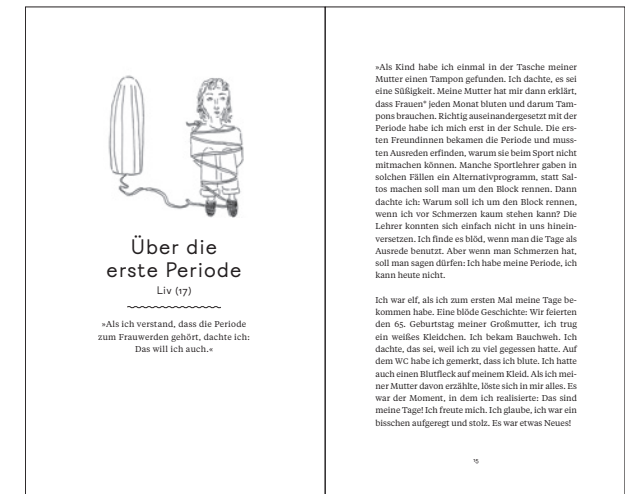 Über die
erste Periode
Liv (17)
»Als ich verstand, dass die Periode
zum Frauwerden gehört, dachte ich:
Das will ich auch.«
»Als Kind habe ich einmal in der Tasche meiner
Mutter einen Tampon gefunden. Ich dachte, es sei
eine Süßigkeit. Meine Mutter hat mir dann erklärt,
dass Frauen* jeden Monat bluten und darum Tam-
pons brauchen. Richtig auseinandergesetzt mit der
Periode habe ich mich erst in der Schule. Die ers-
ten Freundinnen bekamen die Periode und muss-
ten Ausreden erfinden, warum sie beim Sport nicht
mitmachen können. Manche Sportlehrer gaben in
solchen Fällen ein Alternativprogramm, statt Sal-
tos machen soll man um den Block rennen. Dann
dachte ich: Warum soll ich um den Block rennen,
wenn ich vor Schmerzen kaum stehen kann? Die
Lehrer konnten sich einfach nicht in uns hinein-
versetzen. Ich finde es blöd, wenn man die Tage als
Ausrede benutzt. Aber wenn man Schmerzen hat,
soll man sagen dürfen: Ich habe meine Periode, ich
kann heute nicht.
Ich war elf, als ich zum ersten Mal meine Tage be-
kommen habe. Eine blöde Geschichte: Wir feierten
den 65. Geburtstag meiner Großmutter, ich trug
ein weißes Kleidchen. Ich bekam Bauchweh. Ich
dachte, das sei, weil ich zu viel gegessen hatte. Auf
dem WC habe ich gemerkt, dass ich blute. Ich hatte
auch einen Blutfleck auf meinem Kleid. Als ich mei-
ner Mutter davon erzählte, löste sich in mir alles. Es
war der Moment, in dem ich realisierte: Das sind
meine Tage! Ich freute mich. Ich glaube, ich war ein
bisschen aufgeregt und stolz. Es war etwas Neues!
15